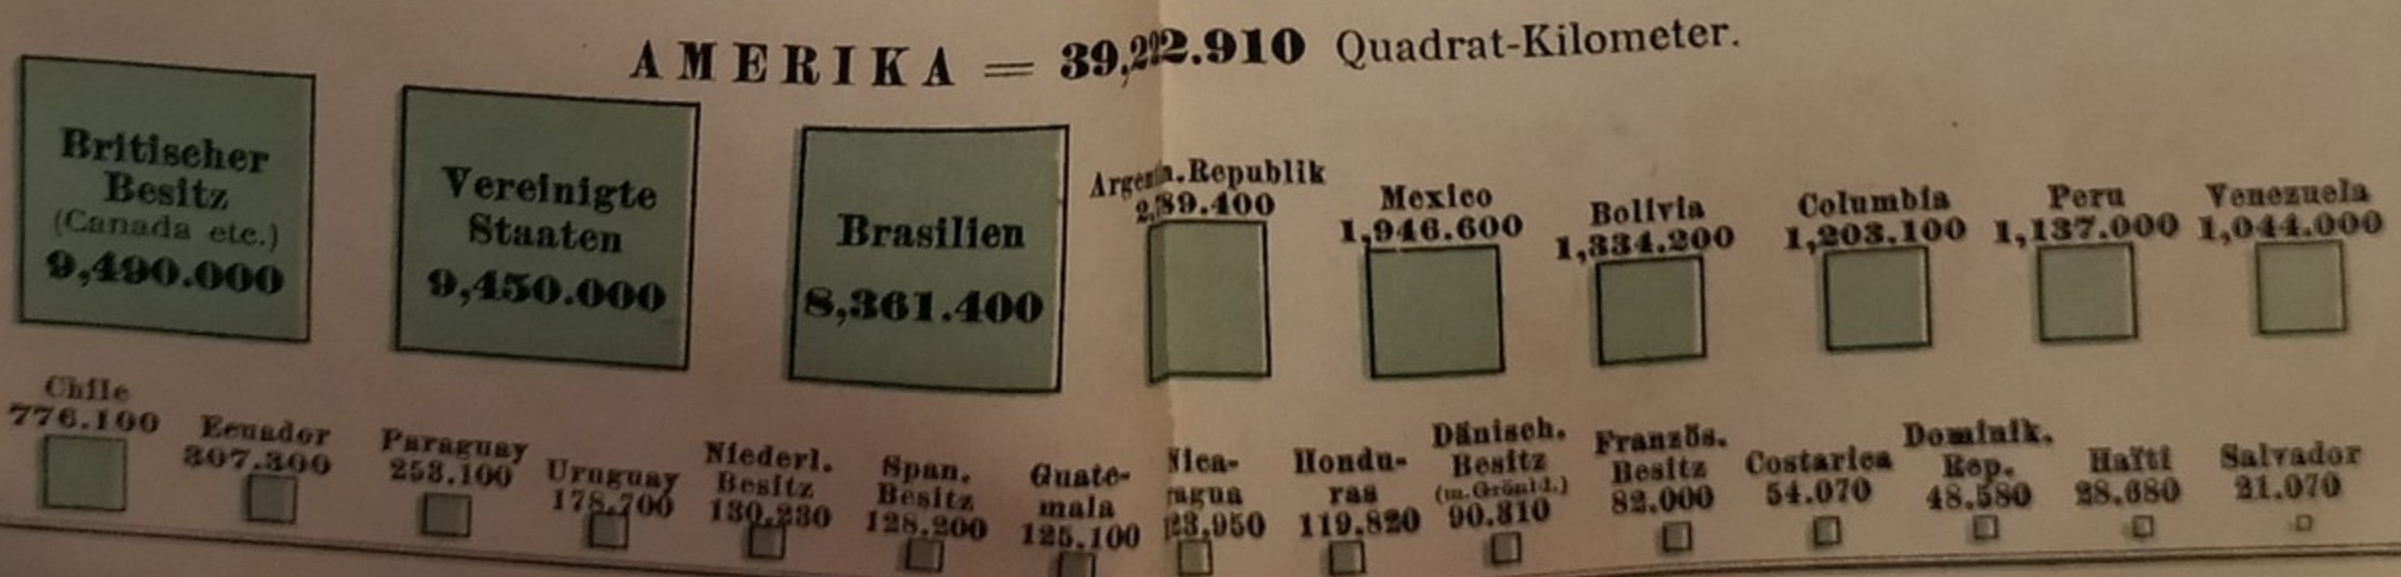 AMERIKA = 39,292.910 Quadrat-Kilometer.
Britischer
Besitz
(Canada etc.)
9,490.000
Vereinigte
Staaten
9,450.000
Brasilien
8,361.400
Republik
Mexico
1,946.600
Bolivia
1,334.200
Columbia
1,203.100
Peru
1,137.000
Venezuela
1,044.000
Chile
776.100
Ecuador
307.300
Paraguay
253.100
Uruguay
178.700
Niederl.
Besitz
130.230
Span.
Besitz
128.200
Guate-
mala
125.100
Nica-
ragua
123.950
Hondu-
ras
119.820
Dänisch.
Besitz
(m.Grönld.)
90.810
Französ.
Besitz
82.000
Costarica
54.070
Dominik.
Rep.
48.580
Haïti
28.680
Salvador
21.070